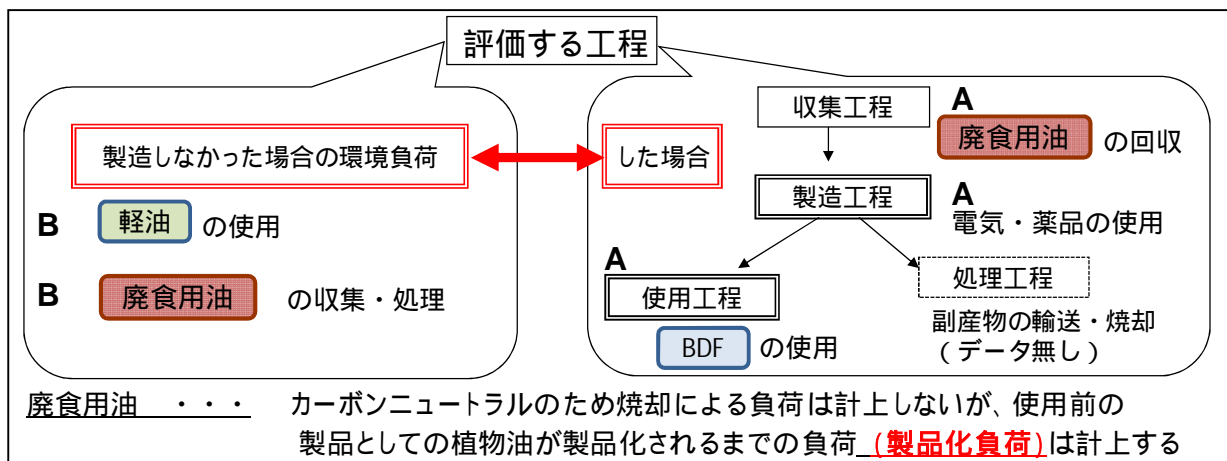 評価する工程
製造しなかった場合の環境負荷
した場合
B 軽油 の使用
B 廃食用油 の収集・処理
収集工程
A
廃食用油 の回収
製造工程
A
電気・薬品の使用
A
使用工程
BDF の使用
処理工程
副産物の輸送・焼却
(データ無し)
廃食用油 ・・・ カーボンニュートラルのため焼却による負荷は計上しないが、使用前の
製品としての植物油が製品化されるまでの負荷 (製品化負荷)は計上する